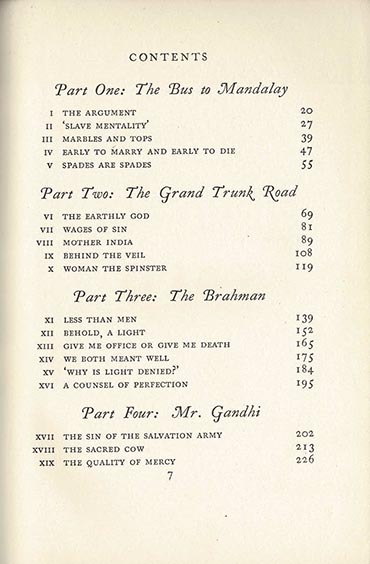 CONTENTS
Part One: The Bus to Mandalay
I THE ARGUMENT 20
II ‘SLAVE MENTALITY’ 27
III MARBLES AND TOPS 39
IV EARLY TO MARRY AND EARLY TO DIE 47
V SPADES ARE SPADES 55
Part Two: The Grand Trunk Road
VI THE EARTHLY GOD 69
VII WAGES OF SIN 81
VIII MOTHER INDIA 89
IX BEHIND THE VEIL 108
X WOMAN THE SPINSTER 119
Part Three: The Brahman
XI LESS THAN MEN 139
XII BEHOLD, A LIGHT 152
XIII GIVE ME OFFICE OR GIVE ME DEATH 165
XIV WE BOTH MEANT WELL 175
XV ‘WHY IS LIGHT DENIED?’ 184
XVI A COUNSEL OF PERFECTION 195
Part Four: Mr. Gandhi
XVII THE SIN OF THE SALVATION ARMY 202
XVIII THE SACRED COW 213
XIX THE QUALITY OF MERCY 226
7